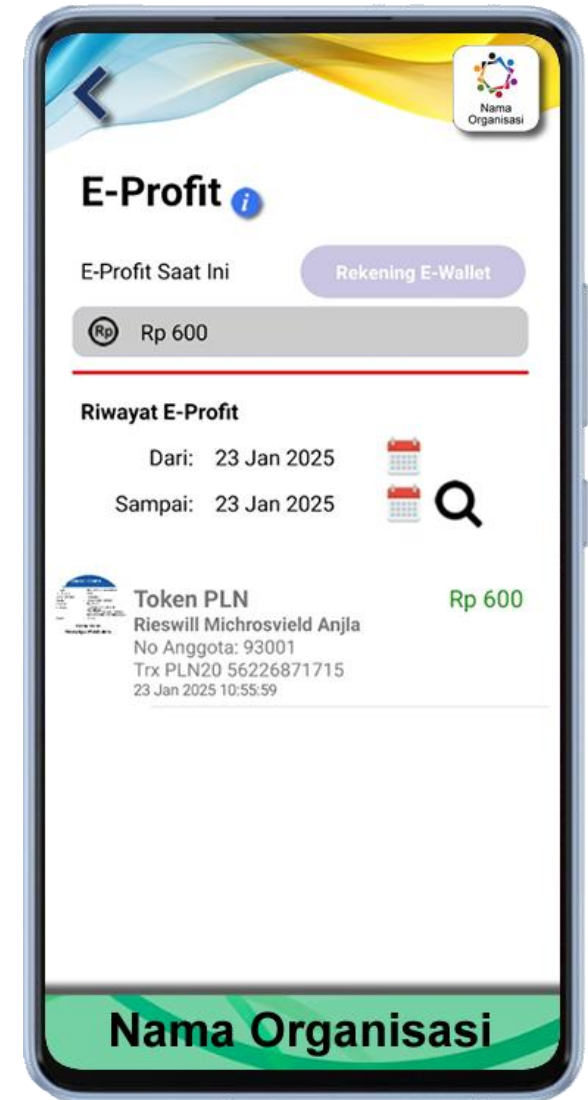 Nama
Organisasi
E-Profit i
E-Profit Saat Ini
Rekening E-Wallet
Rp
Rp 600
Riwayat E-Profit
Dari: 23 Jan 2025
Sampai: 23 Jan 2025
Token PLN
Rp 600
Rieswill Michrosvield Anjla
No Anggota: 93001
Trx PLN20 56226871715
23 Jan 2025 10:55:59
Nama Organisasi